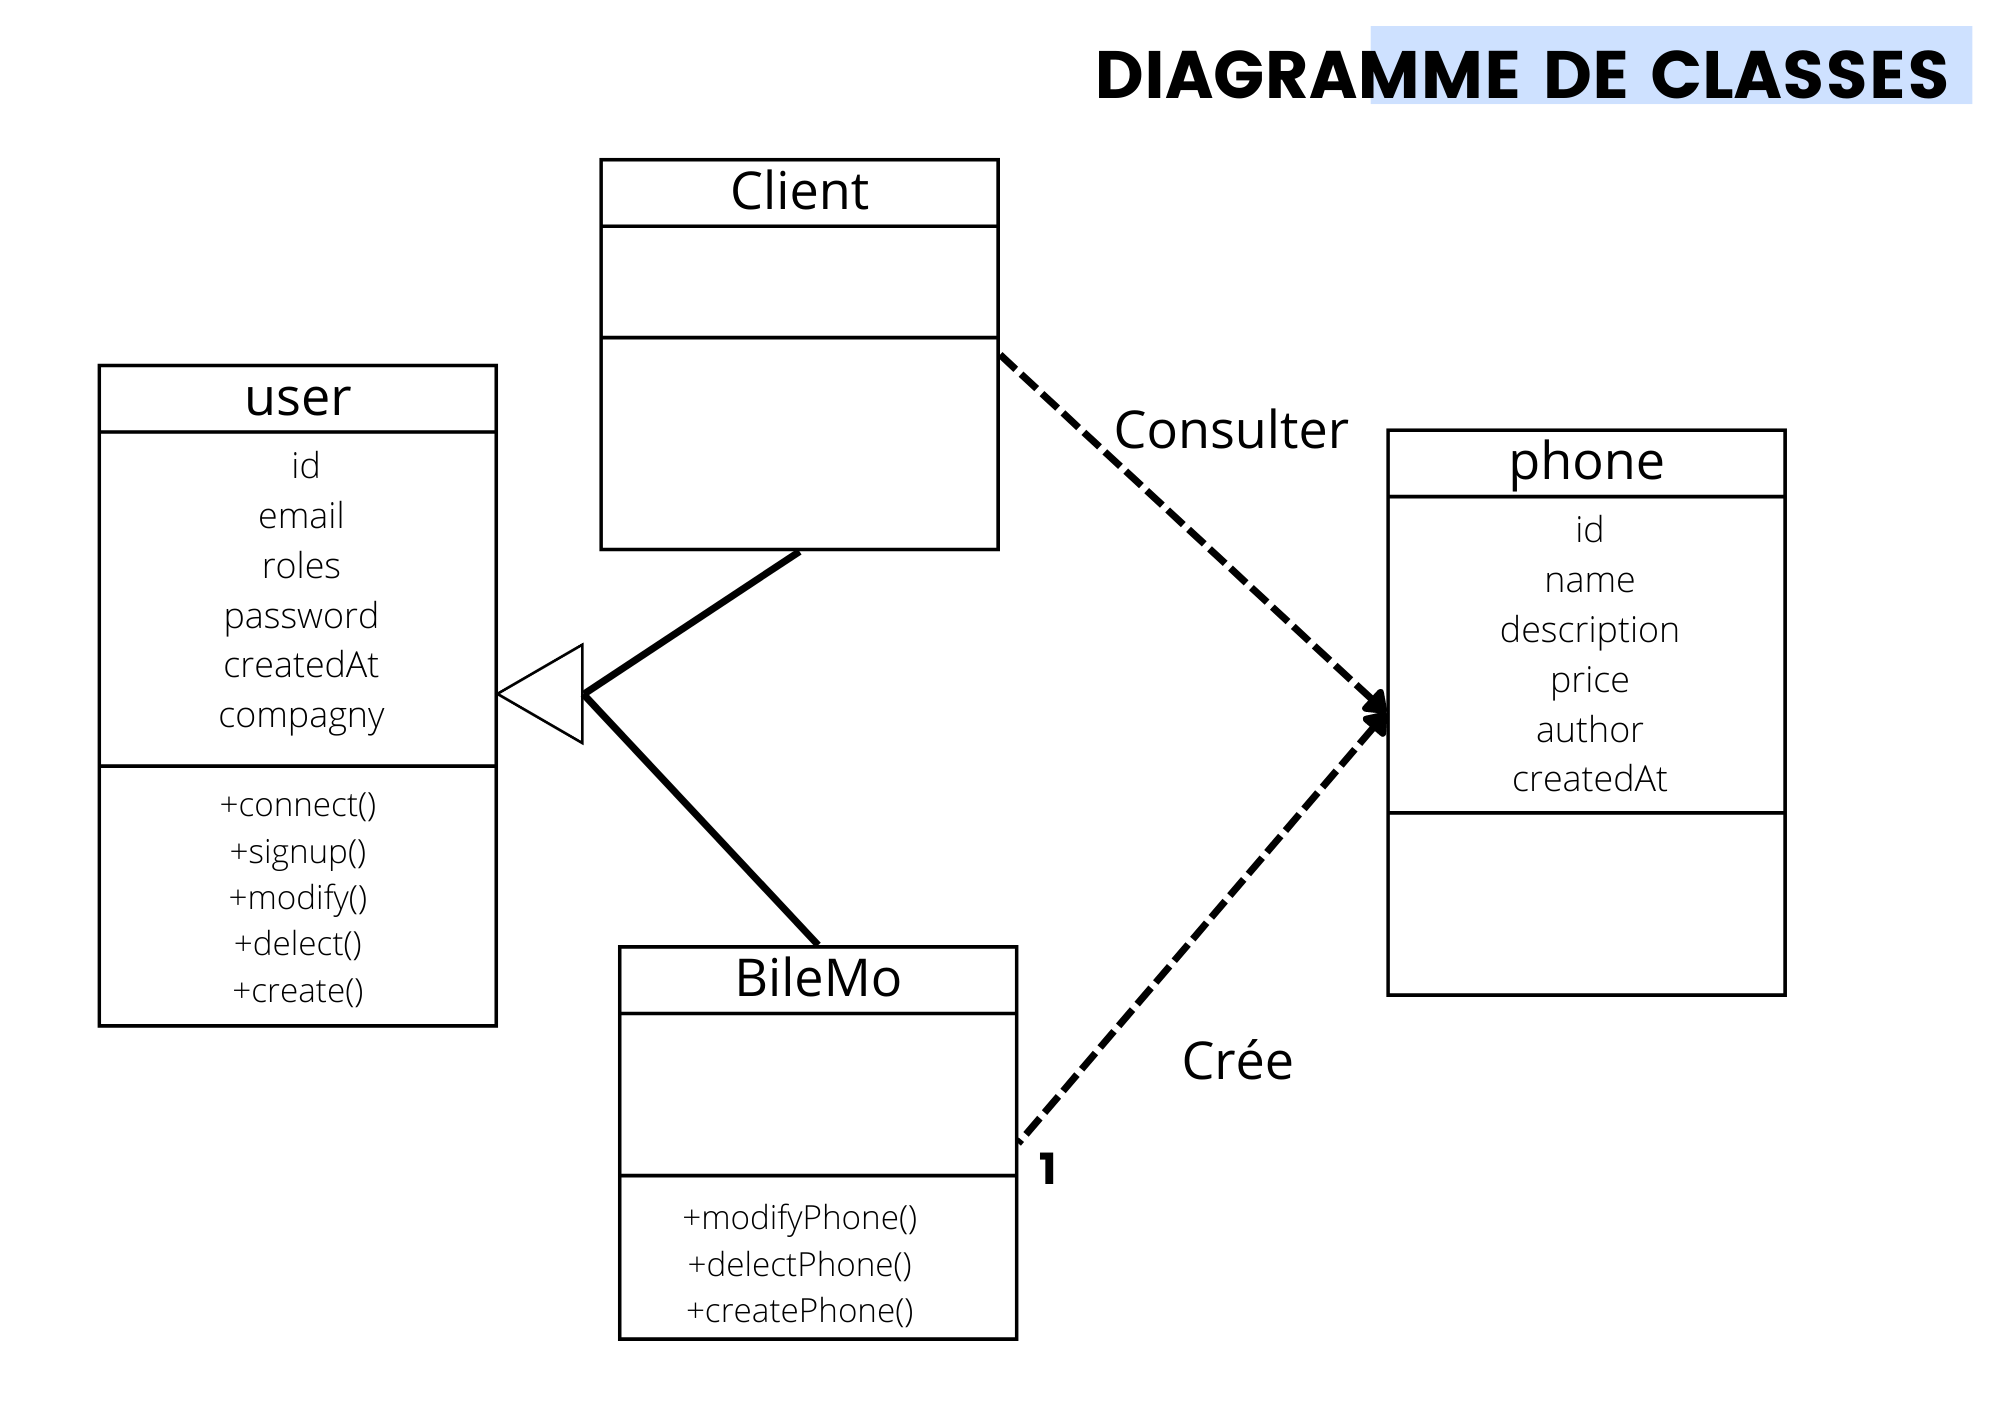 DIAGRAMME DE CLASSES
Client
user
id
email
roles
password
createdAt
compagny
+connect()
+signup()
+modify()
+delect()
+create()
Consulter
phone
id
name
description
price
author
createdAt
BileMo
+modifyPhone()
+delectPhone()
+createPhone()
Crée
1